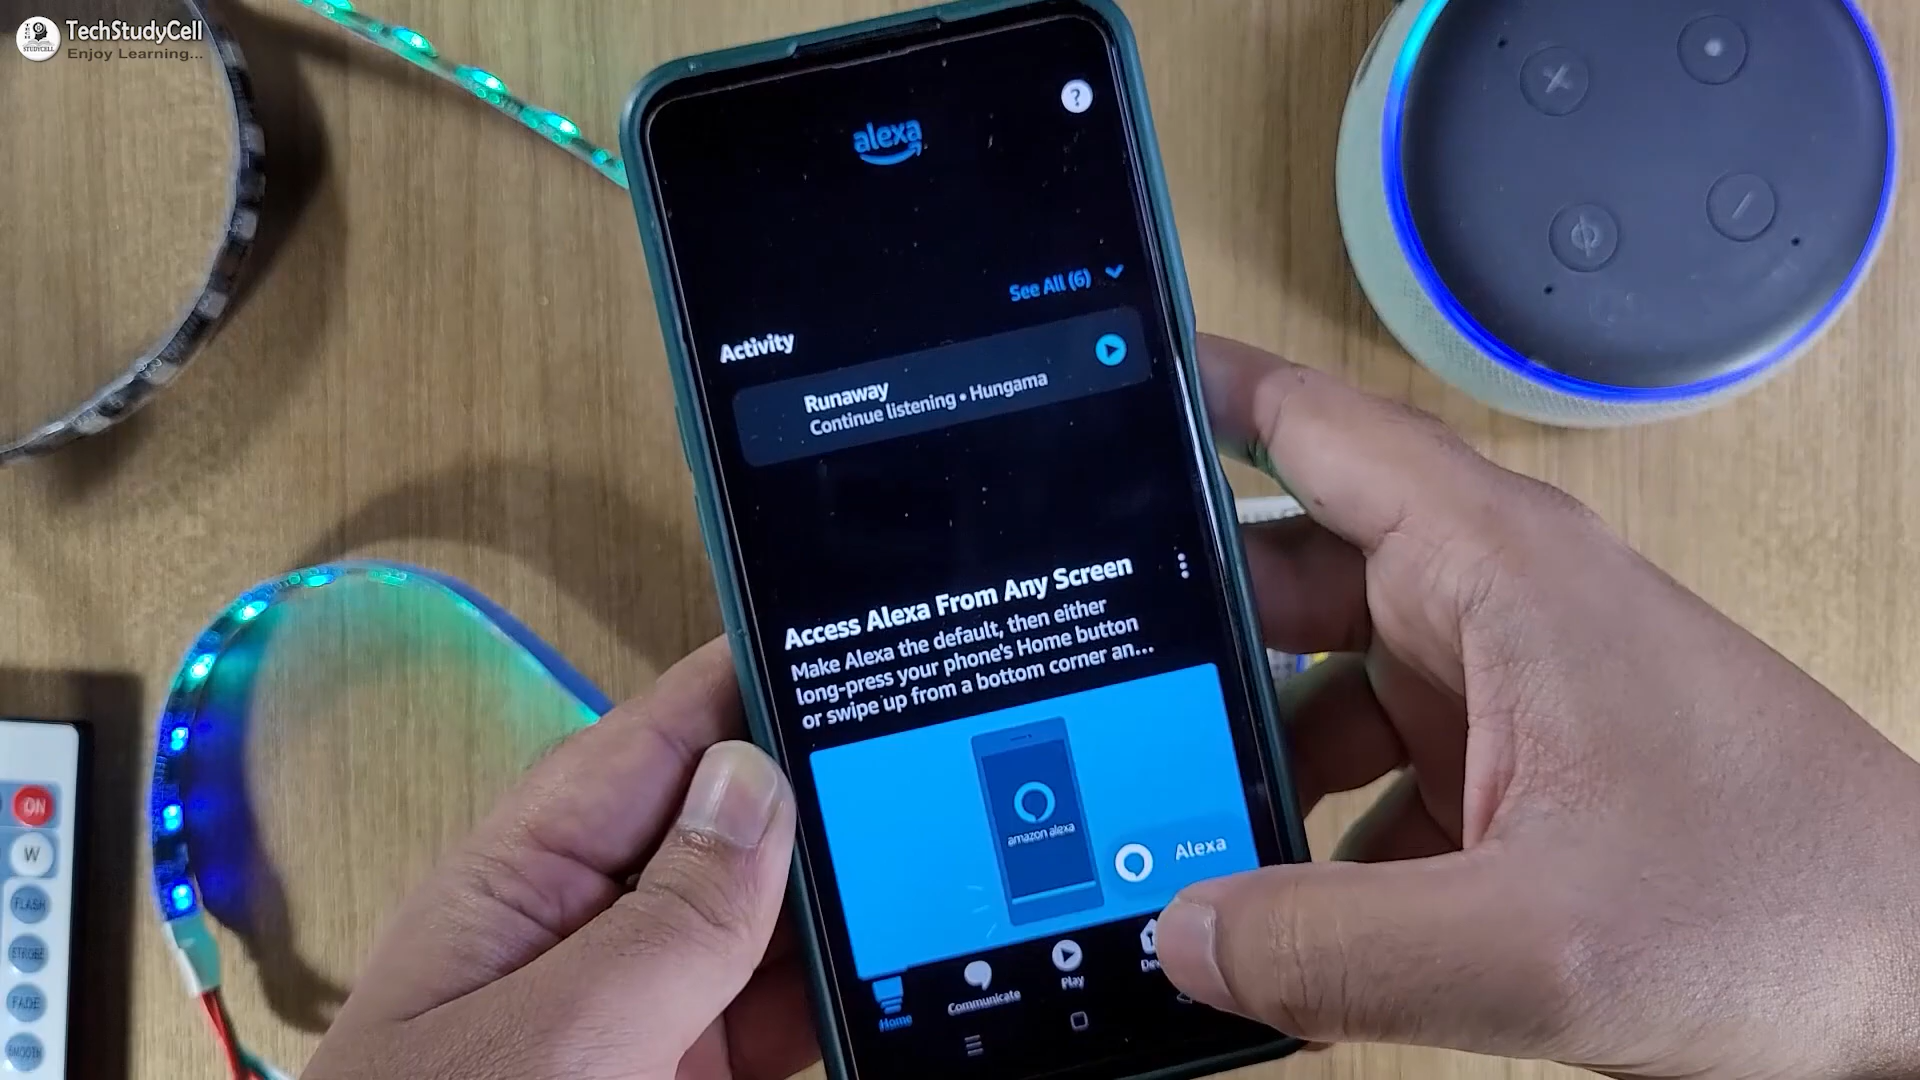 TechStudyCell
Enjoy Learning...
STUDYCELL
?
alexa
See All (6)
Activity
Runaway
Continue listening • Hungama
Access Alexa From Any Screen
Make Alexa the default, then either
long-press your phone's Home button
or swipe up from a bottom corner an...
amazon alexa
Alexa
Home
Communicate
Play
ON
W
FLASH
STROBE
FADE
SMOOTH